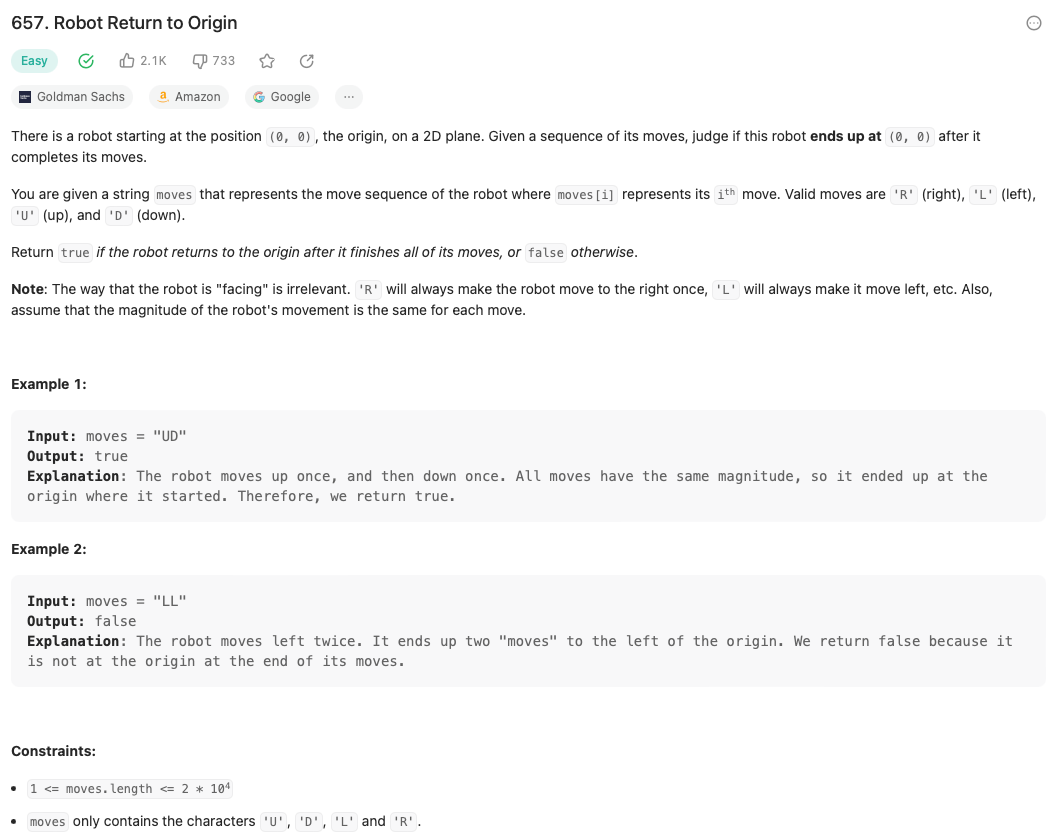 657. Robot Return to Origin
Easy 2.1K 733
Goldman Sachs Amazon Google ...
There is a robot starting at the position (0, 0), the origin, on a 2D plane. Given a sequence of its moves, judge if this robot ends up at (0, 0) after it
completes its moves.
You are given a string moves that represents the move sequence of the robot where moves[i] represents its iᵗʰ move. Valid moves are 'R' (right), 'L' (left),
'U' (up), and 'D' (down).
Return true if the robot returns to the origin after it finishes all of its moves, or false otherwise.
Note: The way that the robot is "facing" is irrelevant. 'R' will always make the robot move to the right once, 'L' will always make it move left, etc. Also,
assume that the magnitude of the robot's movement is the same for each move.
Example 1:
Input: moves = "UD"
Output: true
Explanation: The robot moves up once, and then down once. All moves have the same magnitude, so it ended up at the
origin where it started. Therefore, we return true.
Example 2:
Input: moves = "LL"
Output: false
Explanation: The robot moves left twice. It ends up two "moves" to the left of the origin. We return false because it
is not at the origin at the end of its moves.
Constraints:
• 1 <= moves.length <= 2 * 10⁴
• moves only contains the characters 'U', 'D', 'L' and 'R'.